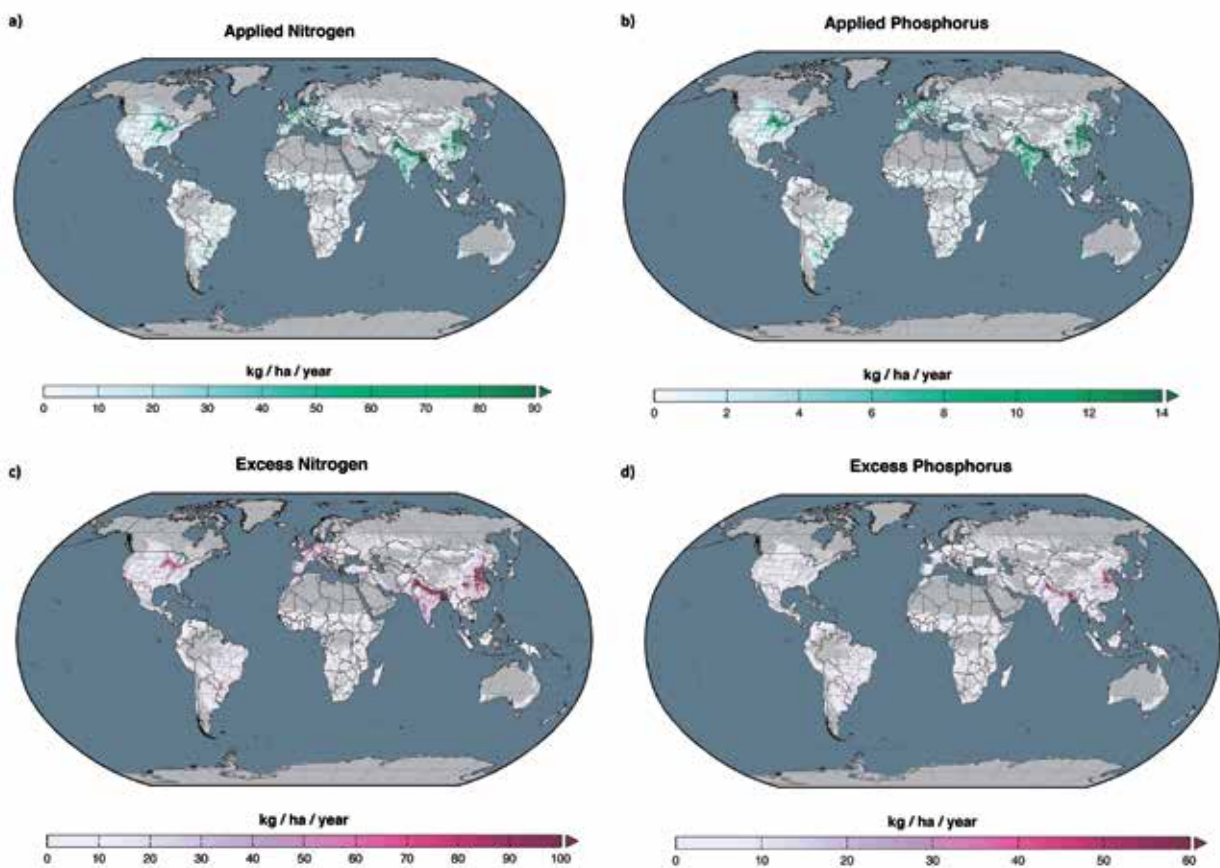 a)
Applied Nitrogen
kg / ha / year
0 10 20 30 40 50 60 70 80 90
b)
Applied Phosphorus
kg / ha / year
0 2 4 6 8 10 12 14
c)
Excess Nitrogen
kg / ha / year
0 10 20 30 40 50 60 70 80 90 100
d)
Excess Phosphorus
kg / ha / year
0 10 20 30 40 50 60